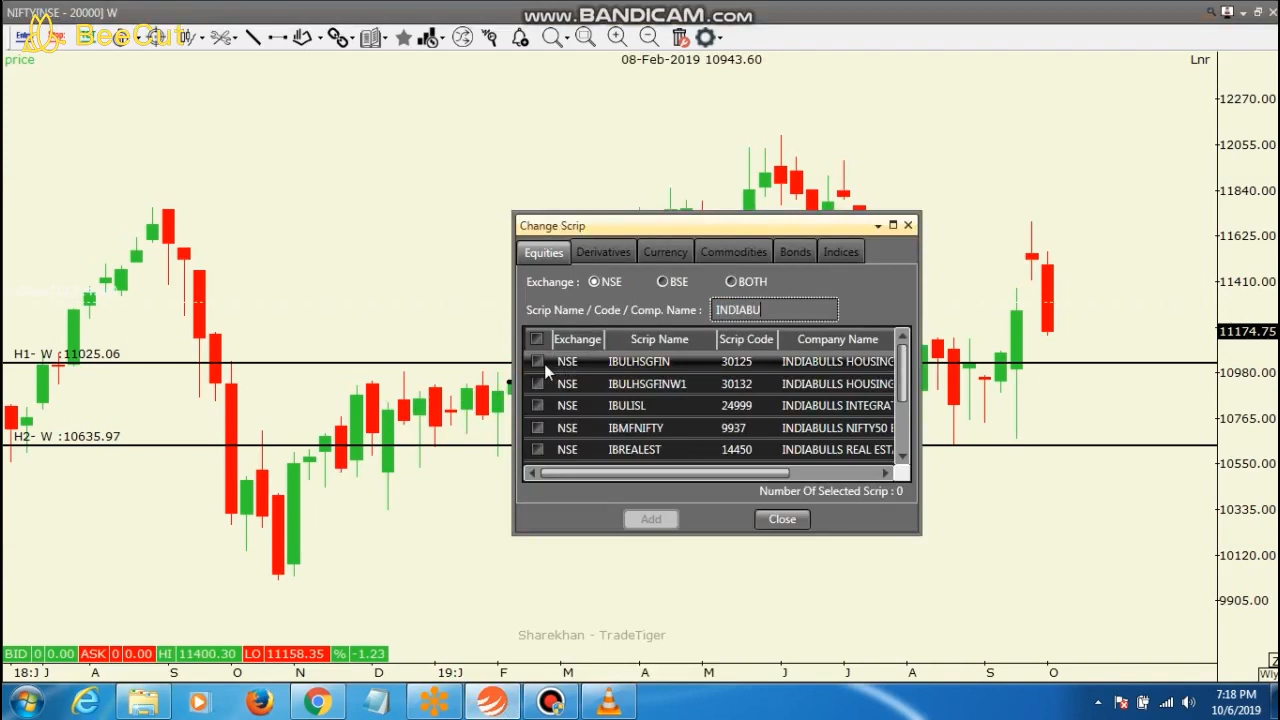 NIFTY[NSE - 20000] W
www.BANDICAM.com
BeeCut
price
08-Feb-2019 10943.60
Lnr
12270.00
12055.00
11840.00
11625.00
11410.00
11174.75
10980.00
10765.00
10550.00
10335.00
10120.00
9905.00
H1- W :11025.06
H2- W :10635.97
Change Scrip
Equities Derivatives Currency Commodities Bonds Indices
Exchange : NSE BSE BOTH
Scrip Name / Code / Comp. Name : INDIABU
Exchange Scrip Name Scrip Code Company Name
NSE IBULHSGFIN 30125 INDIABULLS HOUSING
NSE IBULHSGFINW1 30132 INDIABULLS HOUSING
NSE IBULISL 24999 INDIABULLS INTEGRA
NSE IBMFNIFTY 9937 INDIABULLS NIFTY50 E
NSE IBREALEST 14450 INDIABULLS REAL EST
Number Of Selected Scrip : 0
Add Close
Sharekhan - TradeTiger
BID 0 0.00 ASK 0 0.00 HI 11400.30 LO 11158.35 % -1.23
18:J J A S O N D 19:J F M A M J J A S O
Wly
7:18 PM
10/6/2019